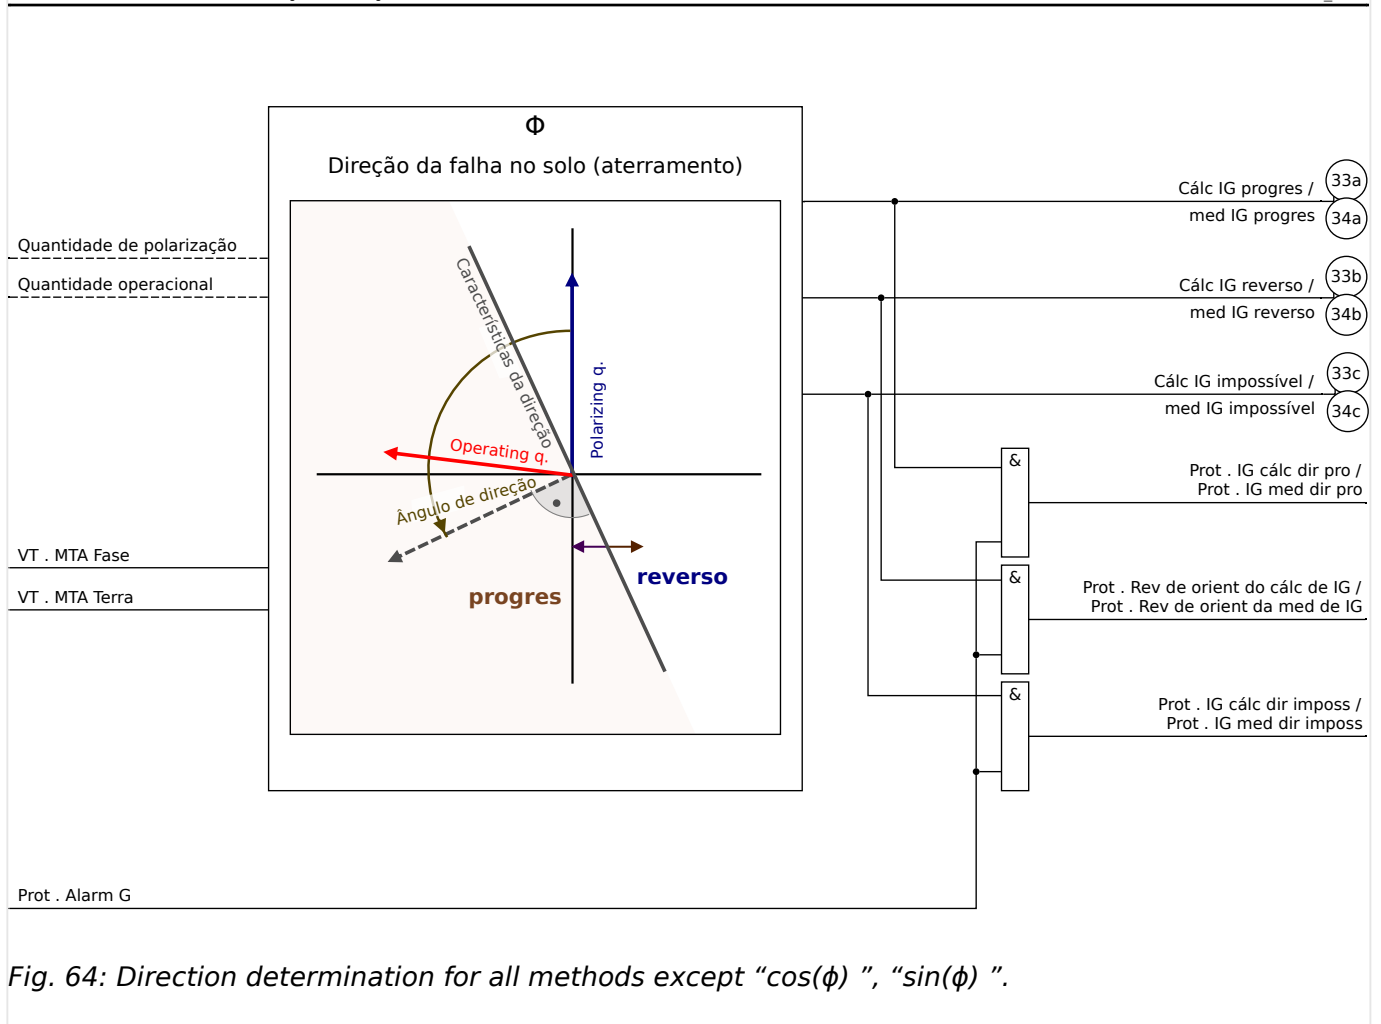 Φ
Direção da falha no solo (aterramento)
Quantidade de polarização
Quantidade operacional
VT . MTA Fase
VT . MTA Terra
Prot . Alarm G
Características da direção
Polarizing q.
Operating q.
Ângulo de direção
progres
reverso
Cálc IG progres /
med IG progres
33a
34a
Cálc IG reverso /
med IG reverso
33b
34b
Cálc IG impossível /
med IG impossível
33c
34c
&
Prot . IG cálc dir pro /
Prot . IG med dir pro
&
Prot . Rev de orient do cálc de IG /
Prot . Rev de orient da med de IG
&
Prot . IG cálc dir imposs /
Prot . IG med dir imposs
Fig. 64: Direction determination for all methods except “cos(ϕ) ”, “sin(ϕ) ”.